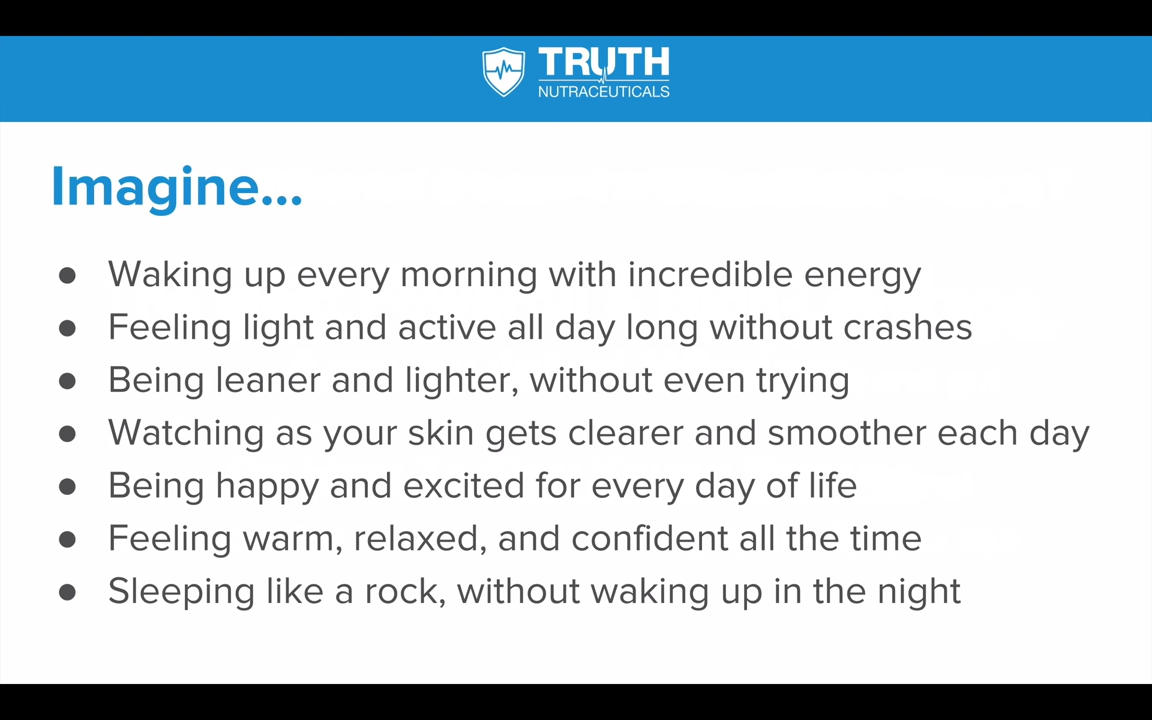 TRUTH
NUTRACEUTICALS
Imagine...
● Waking up every morning with incredible energy
● Feeling light and active all day long without crashes
● Being leaner and lighter, without even trying
● Watching as your skin gets clearer and smoother each day
● Being happy and excited for every day of life
● Feeling warm, relaxed, and confident all the time
● Sleeping like a rock, without waking up in the night